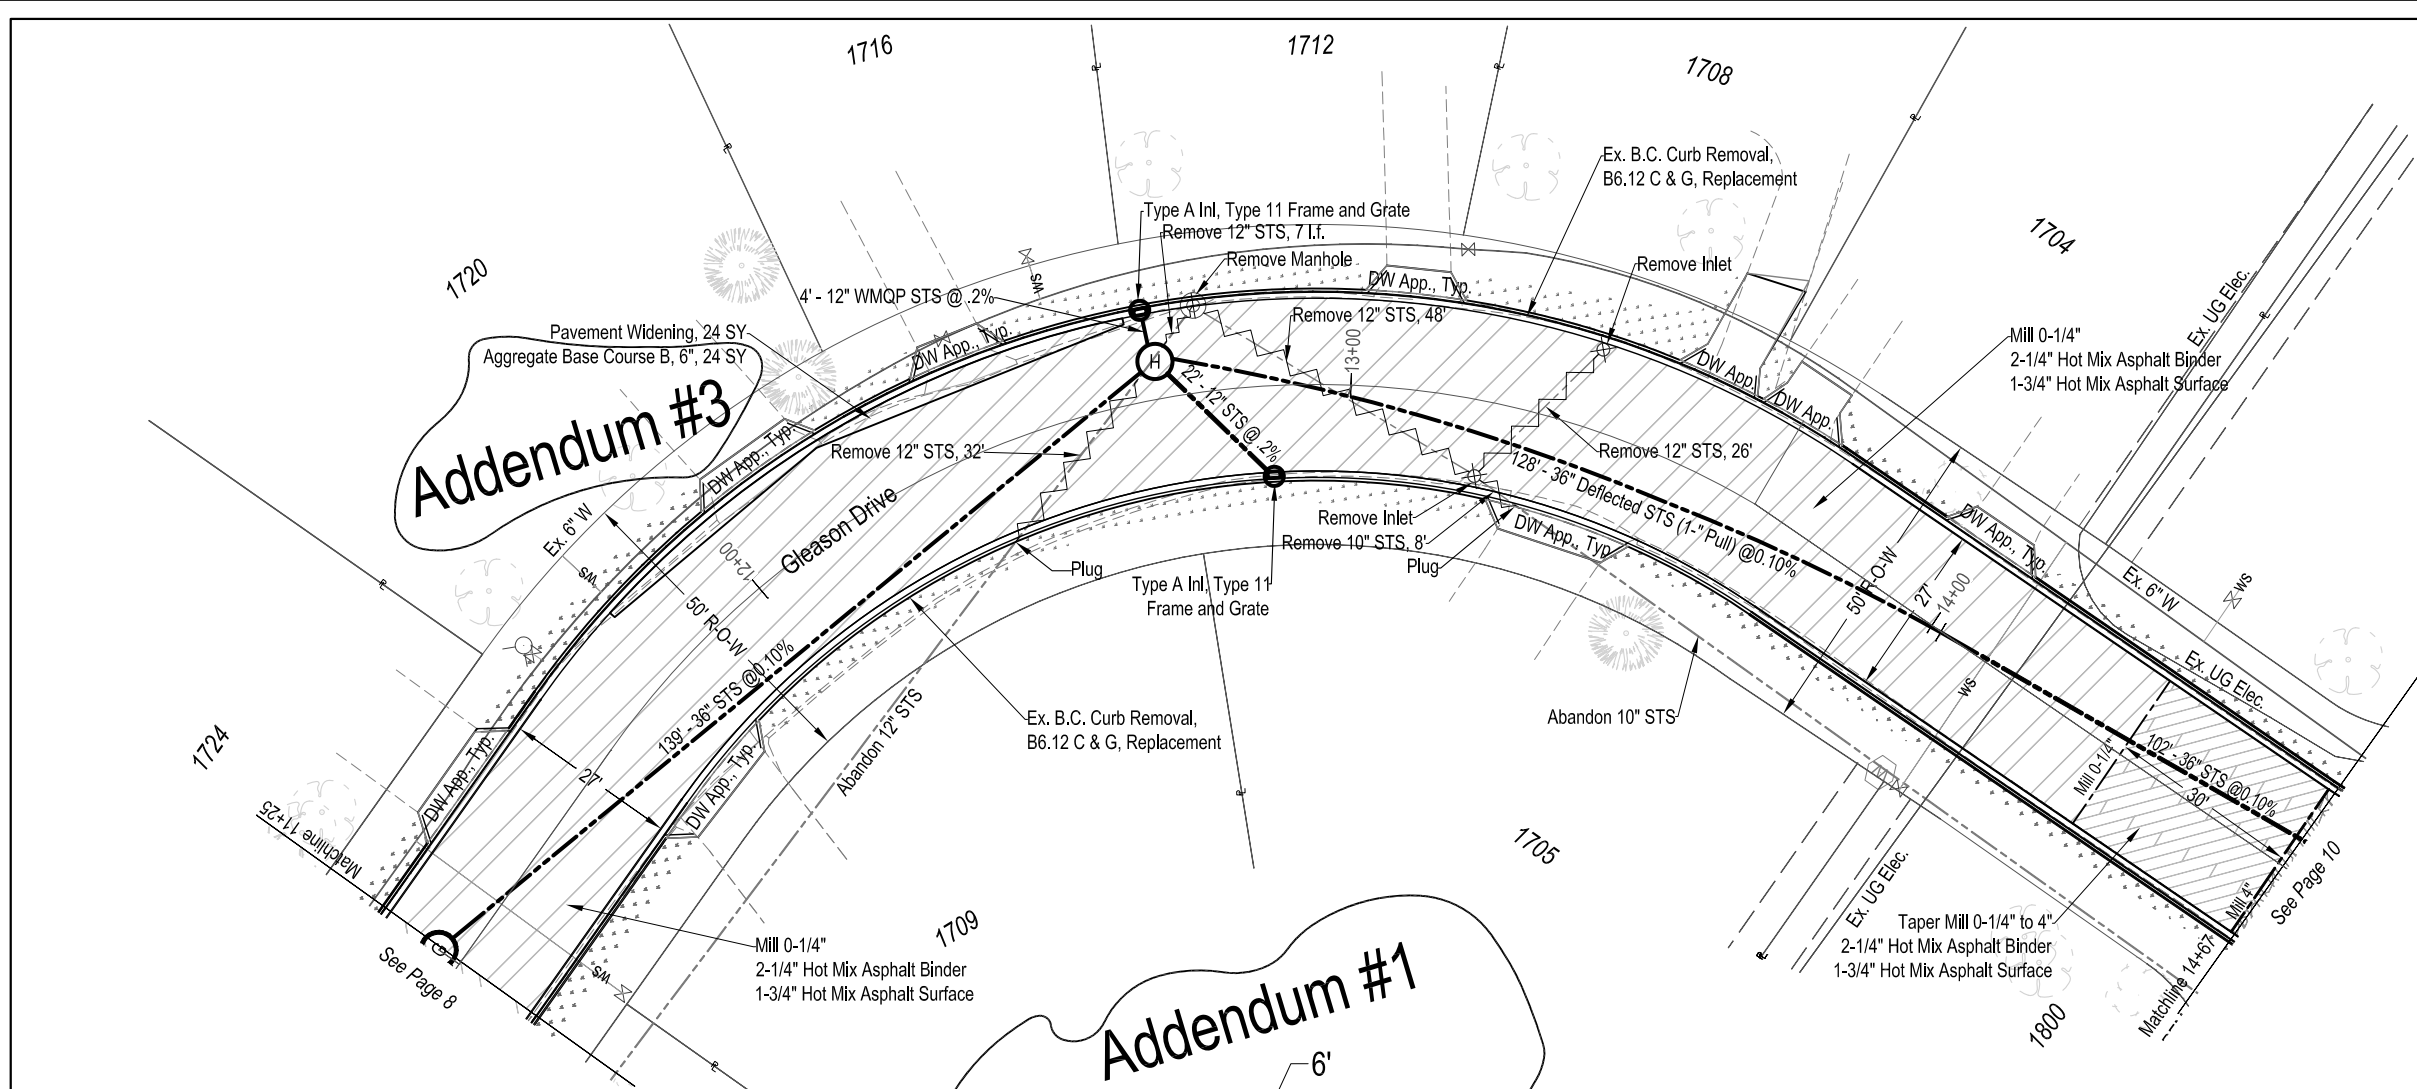 1716
1712
1708
1704
1720
1724
1709
1705
1800
Ex. B.C. Curb Removal,
B6.12 C & G, Replacement
Type A Inl, Type 11 Frame and Grate
Remove 12" STS, 7 l.f.
Remove Manhole
Remove Inlet
4' - 12" WMQP STS @ .2%
DW App., Typ.
Remove 12" STS, 48'
13+00
Pavement Widening, 24 SY
Aggregate Base Course B, 6", 24 SY
Addendum #3
DW App., Typ.
DW App., Typ.
H
22' - 12" STS @ .2%
DW App.
DW App.
Mill 0-1/4"
2-1/4" Hot Mix Asphalt Binder
1-3/4" Hot Mix Asphalt Surface
Ex. UG Elec.
Remove 12" STS, 32'
Remove 12" STS, 26'
128' - 36" Deflected STS (1-" Pull) @0.10%
Gleason Drive
12+00
Ex. 6" W
ws
ws
50' R-O-W
Remove Inlet
Remove 10" STS, 8'
Plug
Plug
DW App., Typ.
Type A Inl, Type 11
Frame and Grate
DW App., Typ.
50' R-O-W
27'
14+00
Ex. 6" W
ws
Ex. UG Elec.
ws
139' - 36" STS @0.10%
Abandon 12" STS
Ex. B.C. Curb Removal,
B6.12 C & G, Replacement
Abandon 10" STS
DW App., Typ.
27'
DW App., Typ.
Matchline 11+25
G
See Page 8
Mill 0-1/4"
2-1/4" Hot Mix Asphalt Binder
1-3/4" Hot Mix Asphalt Surface
ws
Mill 0-1/4"
102' - 36" STS @0.10%
30'
M
Ex. UG Elec.
Taper Mill 0-1/4" to 4"
2-1/4" Hot Mix Asphalt Binder
1-3/4" Hot Mix Asphalt Surface
Mill 4"
See Page 10
Matchline 14+67
Addendum #1
6'